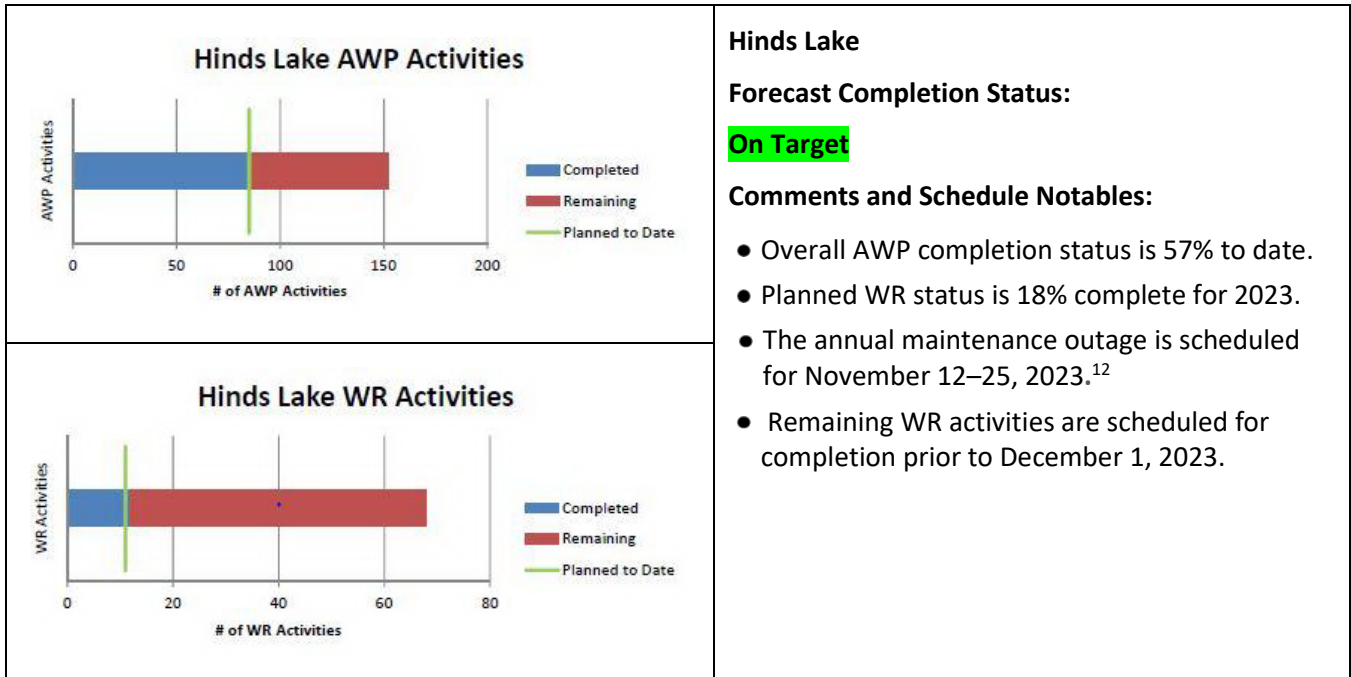 Hinds Lake AWP Activities
AWP Activities
Completed
Remaining
Planned to Date
0 50 100 150 200
# of AWP Activities
Hinds Lake WR Activities
WR Activities
Completed
Remaining
Planned to Date
0 20 40 60 80
# of WR Activities
Hinds Lake
Forecast Completion Status:
On Target
Comments and Schedule Notables:
• Overall AWP completion status is 57% to date.
• Planned WR status is 18% complete for 2023.
• The annual maintenance outage is scheduled
for November 12–25, 2023.¹²
• Remaining WR activities are scheduled for
completion prior to December 1, 2023.